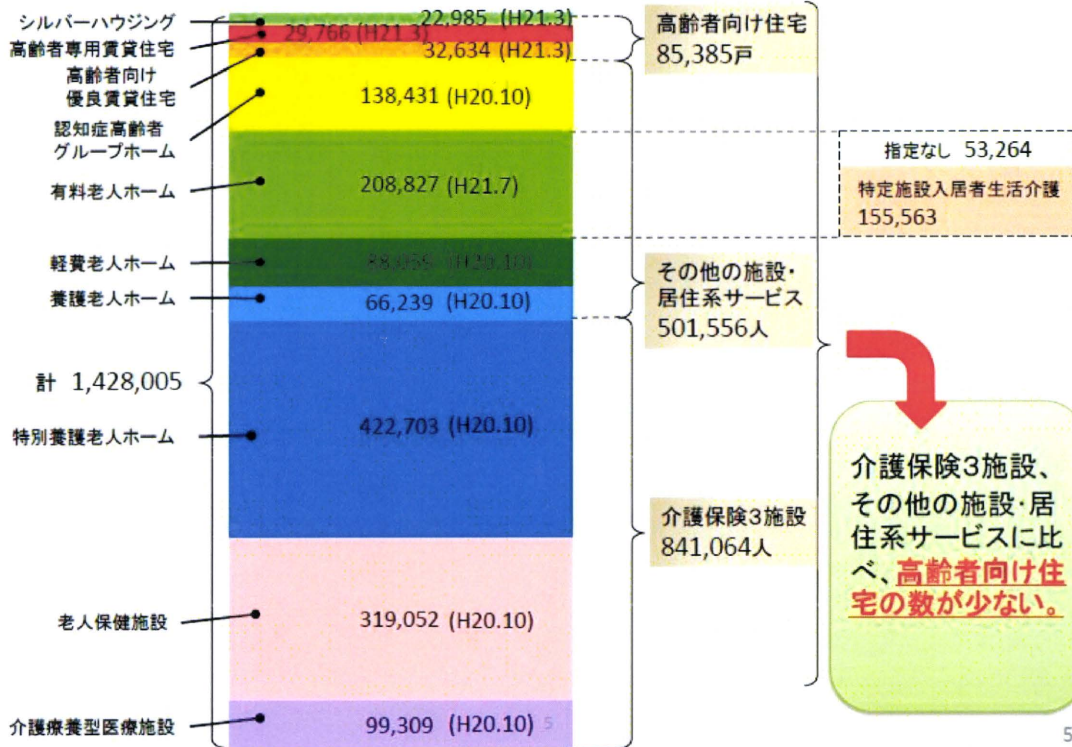 シルバーハウジング
高齢者専用賃貸住宅
高齢者向け
優良賃貸住宅
認知症高齢者
グループホーム
有料老人ホーム
軽費老人ホーム
養護老人ホーム
計 1,428,005
特別養護老人ホーム
老人保健施設
介護療養型医療施設
22,985 (H21.3)
29,766 (H21.3)
32,634 (H21.3)
138,431 (H20.10)
208,827 (H21.7)
(H20.10)
66,239 (H20.10)
422,703 (H20.10)
319,052 (H20.10)
99,309 (H20.10)
5
高齢者向け住宅
85,385戸
その他の施設・
居住系サービス
501,556人
介護保険3施設
841,064人
指定なし 53,264
特定施設入居者生活介護
155,563
介護保険3施設、
その他の施設・居
住系サービスに比
べ、高齢者向け住
宅の数が少ない。
5